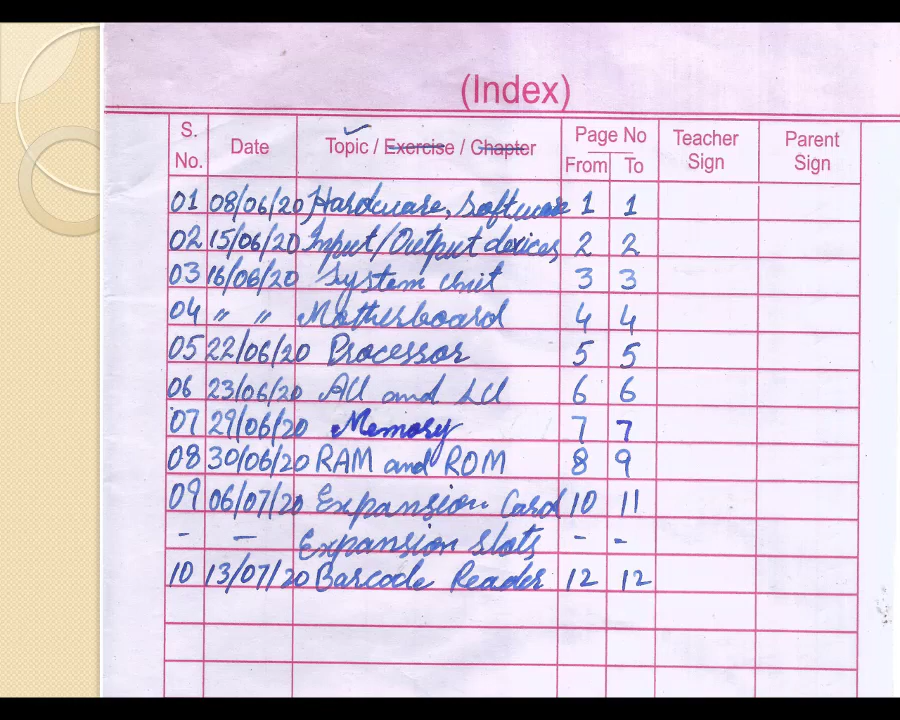 (Index)
S. No. Date Topic / Exercise / Chapter Page No From To Teacher Sign Parent Sign
01 08/06/20 Hardware, Software 1 1
02 15/06/20 Input/Output devices 2 2
03 16/06/20 System Unit 3 3
04 " " Motherboard 4 4
05 22/06/20 Processor 5 5
06 23/06/20 AU and LU 6 6
07 29/06/20 Memory 7 7
08 30/06/20 RAM and ROM 8 9
09 06/07/20 Expansion Card 10 11
- - Expansion Slots - -
10 13/07/20 Barcode Reader 12 12